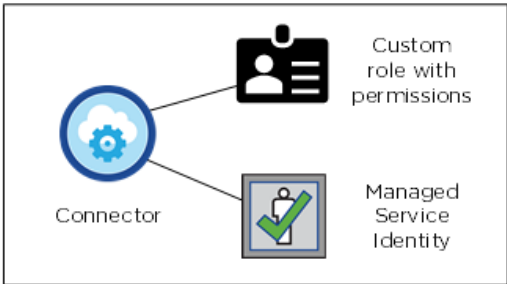 Custom
role with
permissions
Connector
Managed
Service
Identity